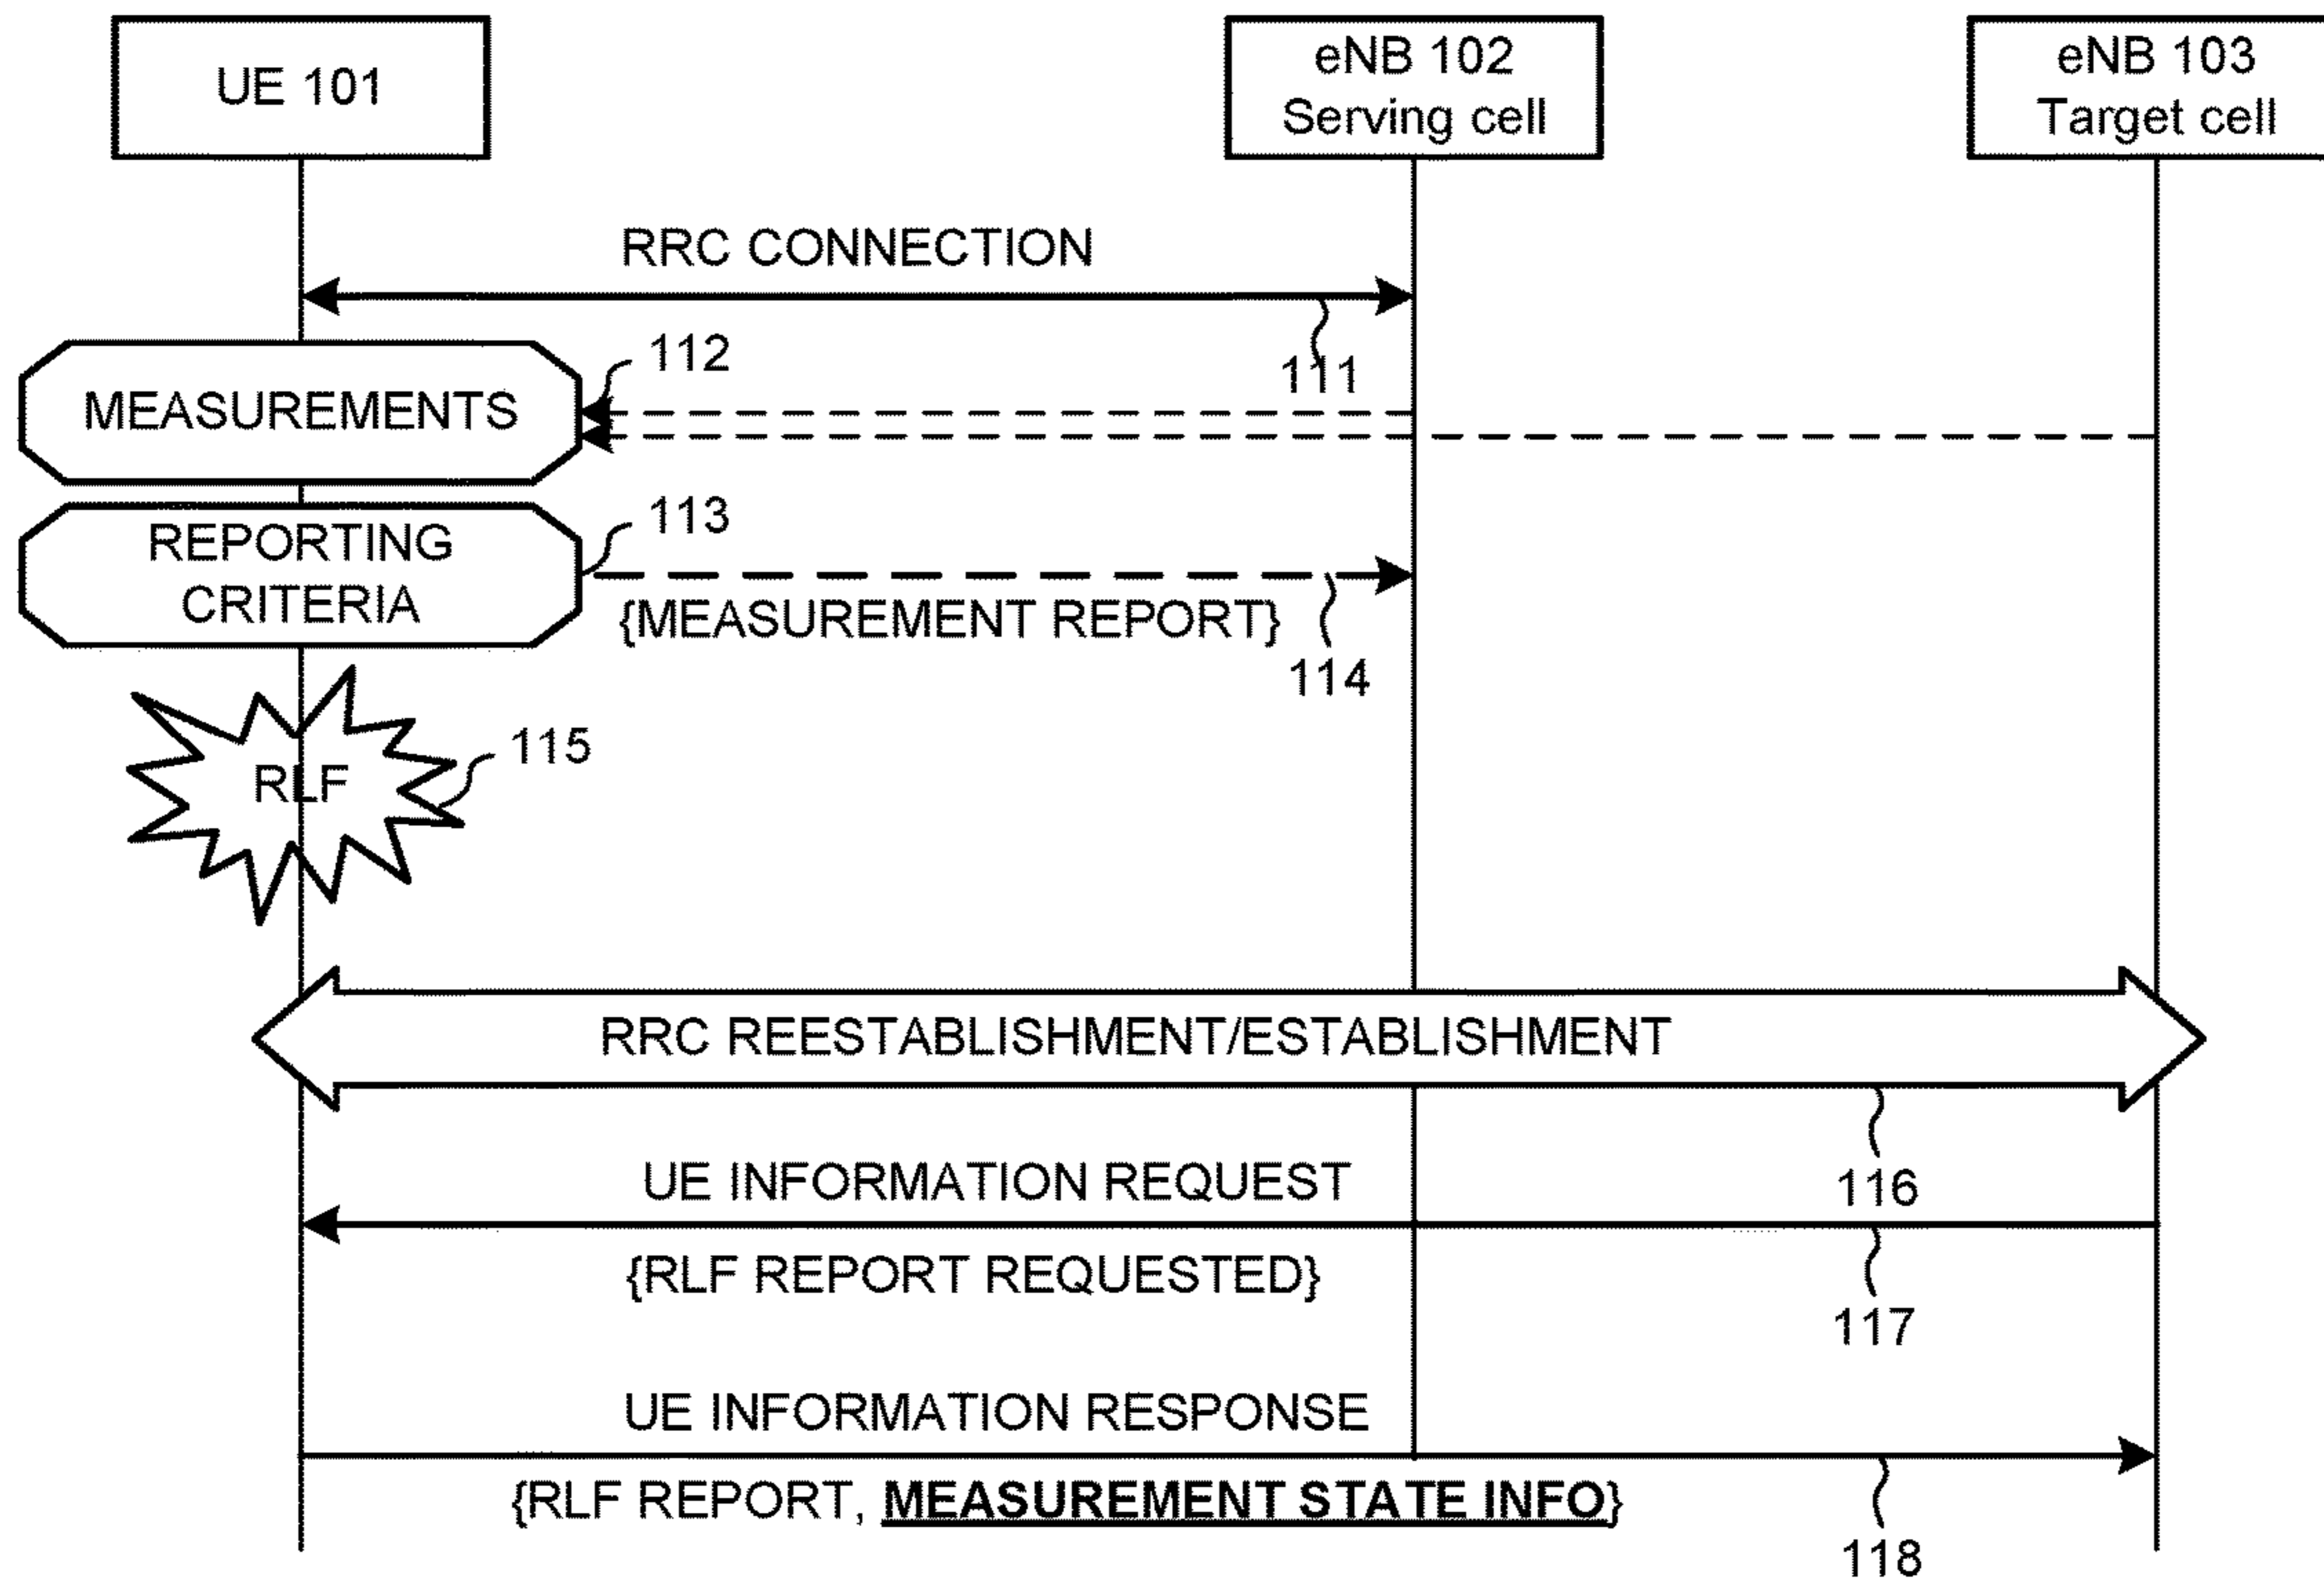 UE 101
eNB 102
Serving cell
eNB 103
Target cell
RRC CONNECTION
111
112
MEASUREMENTS
113
REPORTING
CRITERIA
{MEASUREMENT REPORT}
114
RLF
115
RRC REESTABLISHMENT/ESTABLISHMENT
116
UE INFORMATION REQUEST
{RLF REPORT REQUESTED}
117
UE INFORMATION RESPONSE
{RLF REPORT, MEASUREMENT STATE INFO}
118